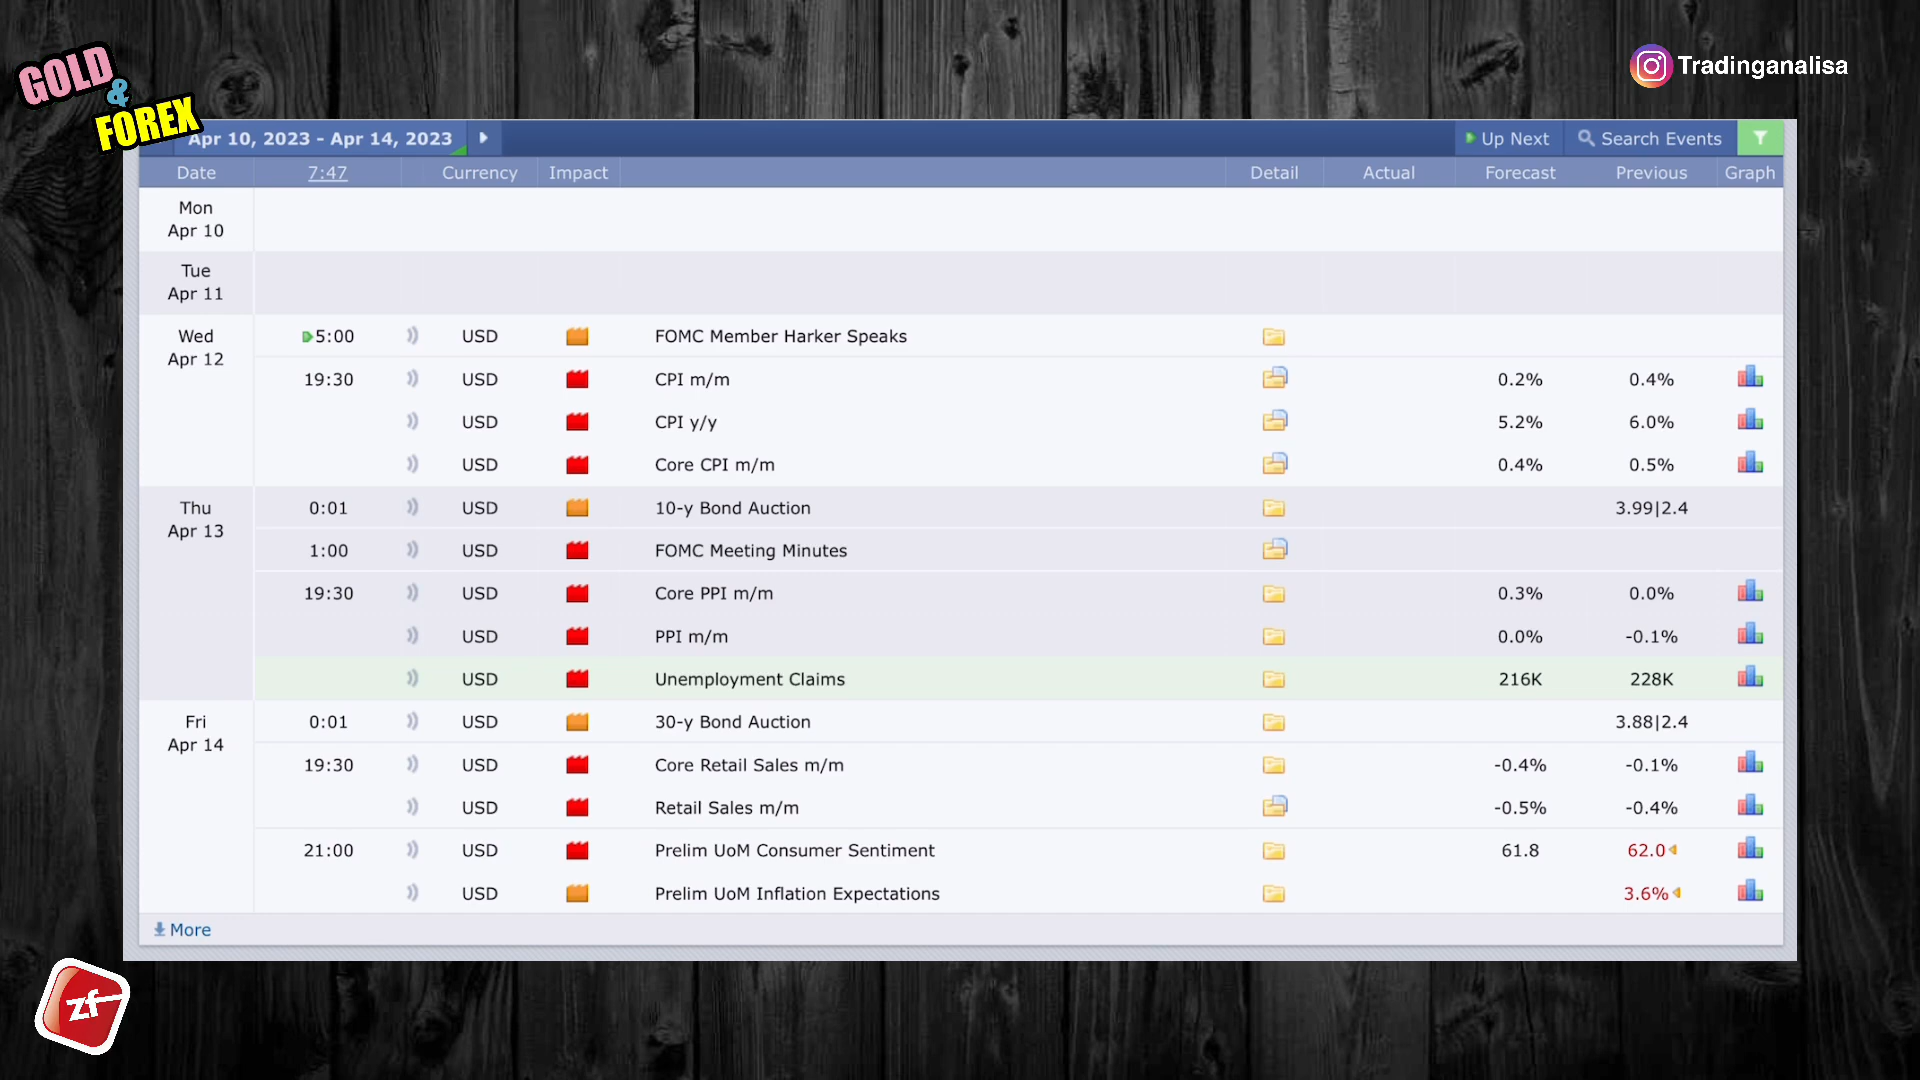 GOLD
&
FOREX
Tradinganalisa
Apr 10, 2023 - Apr 14, 2023 Up Next Search Events
Date 7:47 Currency Impact Detail Actual Forecast Previous Graph
Mon
Apr 10
Tue
Apr 11
Wed
Apr 12
5:00 USD FOMC Member Harker Speaks
19:30 USD CPI m/m 0.2% 0.4%
USD CPI y/y 5.2% 6.0%
USD Core CPI m/m 0.4% 0.5%
Thu
Apr 13
0:01 USD 10-y Bond Auction 3.99|2.4
1:00 USD FOMC Meeting Minutes
19:30 USD Core PPI m/m 0.3% 0.0%
USD PPI m/m 0.0% -0.1%
USD Unemployment Claims 216K 228K
Fri
Apr 14
0:01 USD 30-y Bond Auction 3.88|2.4
19:30 USD Core Retail Sales m/m -0.4% -0.1%
USD Retail Sales m/m -0.5% -0.4%
21:00 USD Prelim UoM Consumer Sentiment 61.8 62.0
USD Prelim UoM Inflation Expectations 3.6%
More
zf